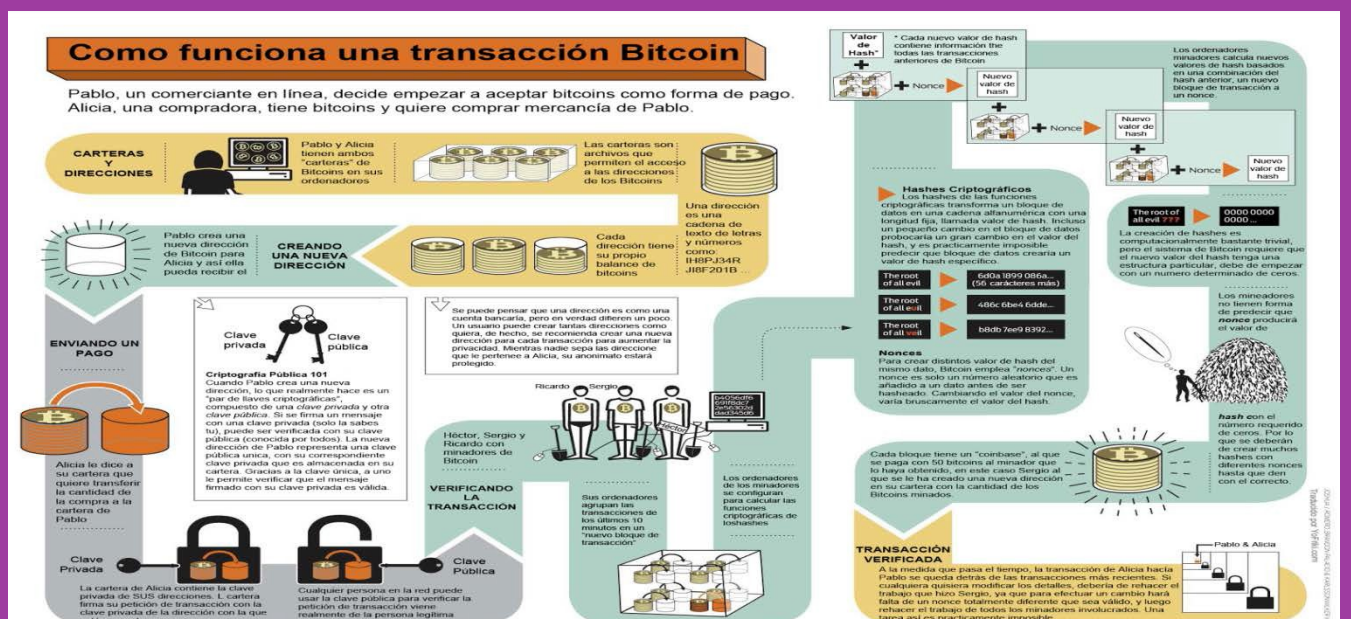 Como funciona una transacción Bitcoin
Pablo, un comerciante en línea, decide empezar a aceptar bitcoins como forma de pago.
Alicia, una compradora, tiene bitcoins y quiere comprar mercancía de Pablo.
CARTERAS
Y
DIRECCIONES
Pablo y Alicia
tienen ambos
"carteras" de
Bitcoins en sus
ordenadores
Las carteras son
archivos que
permiten el acceso
a las direcciones
de los Bitcoins
Una dirección
es una
cadena de
texto de letras
y números
como:
IH8PJ34R
JI8F201B ...
Cada
dirección tiene
su propio
balance de
bitcoins
CREANDO
UNA NUEVA
DIRECCIÓN
Pablo crea una
nueva dirección
de Bitcoin para
Alicia y así ella
pueda recibir el
Clave
privada
Clave
pública
Criptografía Pública 101
Cuando Pablo crea una nueva
dirección, lo que realmente hace es un
"par de llaves criptográficas",
compuesto de una clave privada y otra
clave pública. Si se firma un mensaje
con una clave privada (solo la sabes
tu), puede ser verificada con su clave
pública (conocida por todos). La nueva
dirección de Pablo representa una clave
pública unica, con su correspondiente
clave privada que es almacenada en su
cartera. Gracias a la clave única, a uno
le permite verificar que el mensaje
firmado con su clave privada es válida.
Se puede pensar que una dirección es como una
cuenta bancaria, pero en verdad difieren un poco.
Un usuario puede crear tantas direcciones como
quiera, de hecho, se recomienda crear una nueva
dirección para cada transacción para aumentar la
privacidad. Mientras nadie sepa las direccione
que le pertenece a Alicia, su anonimato estará
protegido.
ENVIANDO UN
PAGO
Alicia le dice a
su cartera que
quiere transferir
la cantidad de
la compra a la
cartera de
Pablo
Clave
Privada
La cartera de Alicia contiene la clave
privada de SUS direcciones. L cartera
firma su petición de transacción con la
clave privada de la dirección con la que
Cualquier persona en la red puede
usar la clave pública para verificar la
petición de transacción viene
realmente de la persona legítima
Clave
Pública
VERIFICANDO
LA
TRANSACCIÓN
Héctor, Sergio y
Ricardo con
minadores de
Bitcoin
Ricardo
Sergio
Héctor
Sus ordenadores
agrupan las
transacciones de
los últimos 10
minutos en un
"nuevo bloque de
transacción"
Los ordenadores
de los minadores
se configuran
para calcular las
funciones
criptográficas de
loshashes
Valor
de
Hash*
* Cada nuevo valor de hash
contiene información the
todas las transacciones
anteriores de Bitcoin
+
+ Nonce
Nuevo
valor de
hash
+
+ Nonce
Nuevo
valor de
hash
+
+ Nonce
Nuevo
valor de
hash
Los ordenadores
minadores calcula nuevos
valores de hash basados
en una combinación del
hash anterior, un nuevo
bloque de transacción a
un nonce.
Hashes Criptográficos
Los hashes de las funciones
criptográficas transforma un bloque de
datos en una cadena alfanumérica con una
longitud fija, llamada valor de hash. Incluso
un pequeño cambio en el bloque de datos
probocaría un gran cambio en el valor del
hash, y es practicamente imposible
predecir que bloque de datos crearía un
valor de hash específico.
The root
of all evil
6d0a 1899 086a...
(56 carácteres más)
The root
of all evil
486c 6be4 6dde...
The root
of all veil
b8db 7ee9 8392...
Nonces
Para crear distintos valor de hash del
mismo dato, Bitcoin emplea "nonces". Un
nonce es solo un número aleatorio que es
añadido a un dato antes de ser
hasheado. Cambiando el valor del nonce,
varía bruscamente el valor del hash.
The root of
all evil ???
0000 0000
0000 ...
La creación de hashes es
computacionalmente bastante trivial,
pero el sistema de Bitcoin requiere que
el nuevo valor del hash tenga una
estructura particular, debe de empezar
con un numero determinado de ceros.
Los mineadores
no tienen forma
de predecir que
nonce producirá
el valor de
hash con el
número requerido
de ceros. Por lo
que se deberán
de crear muchos
hashes con
diferentes nonces
hasta que den
con el correcto.
Cada bloque tiene un "coinbase", al que
se paga con 50 bitcoins al minador que
lo haya obtenido, en este caso Sergio al
que se le ha creado una nueva dirección
en su cartera con la cantidad de los
Bitcoins minados.
TRANSACCIÓN
VERIFICADA
A la medida que pasa el tiempo, la transacción de Alicia hacía
Pablo se queda detrás de las transacciones más recientes. Si
cualquiera quisiera modificar los detalles, debería de rehacer el
trabajo que hizo Sergio, ya que para efectuar un cambio hará
falta de un nonce totalmente diferente que sea válido, y luego
rehacer el trabajo de todos los minadores involucrados. Una
tarea así es practicamente imposible
Pablo & Alicia